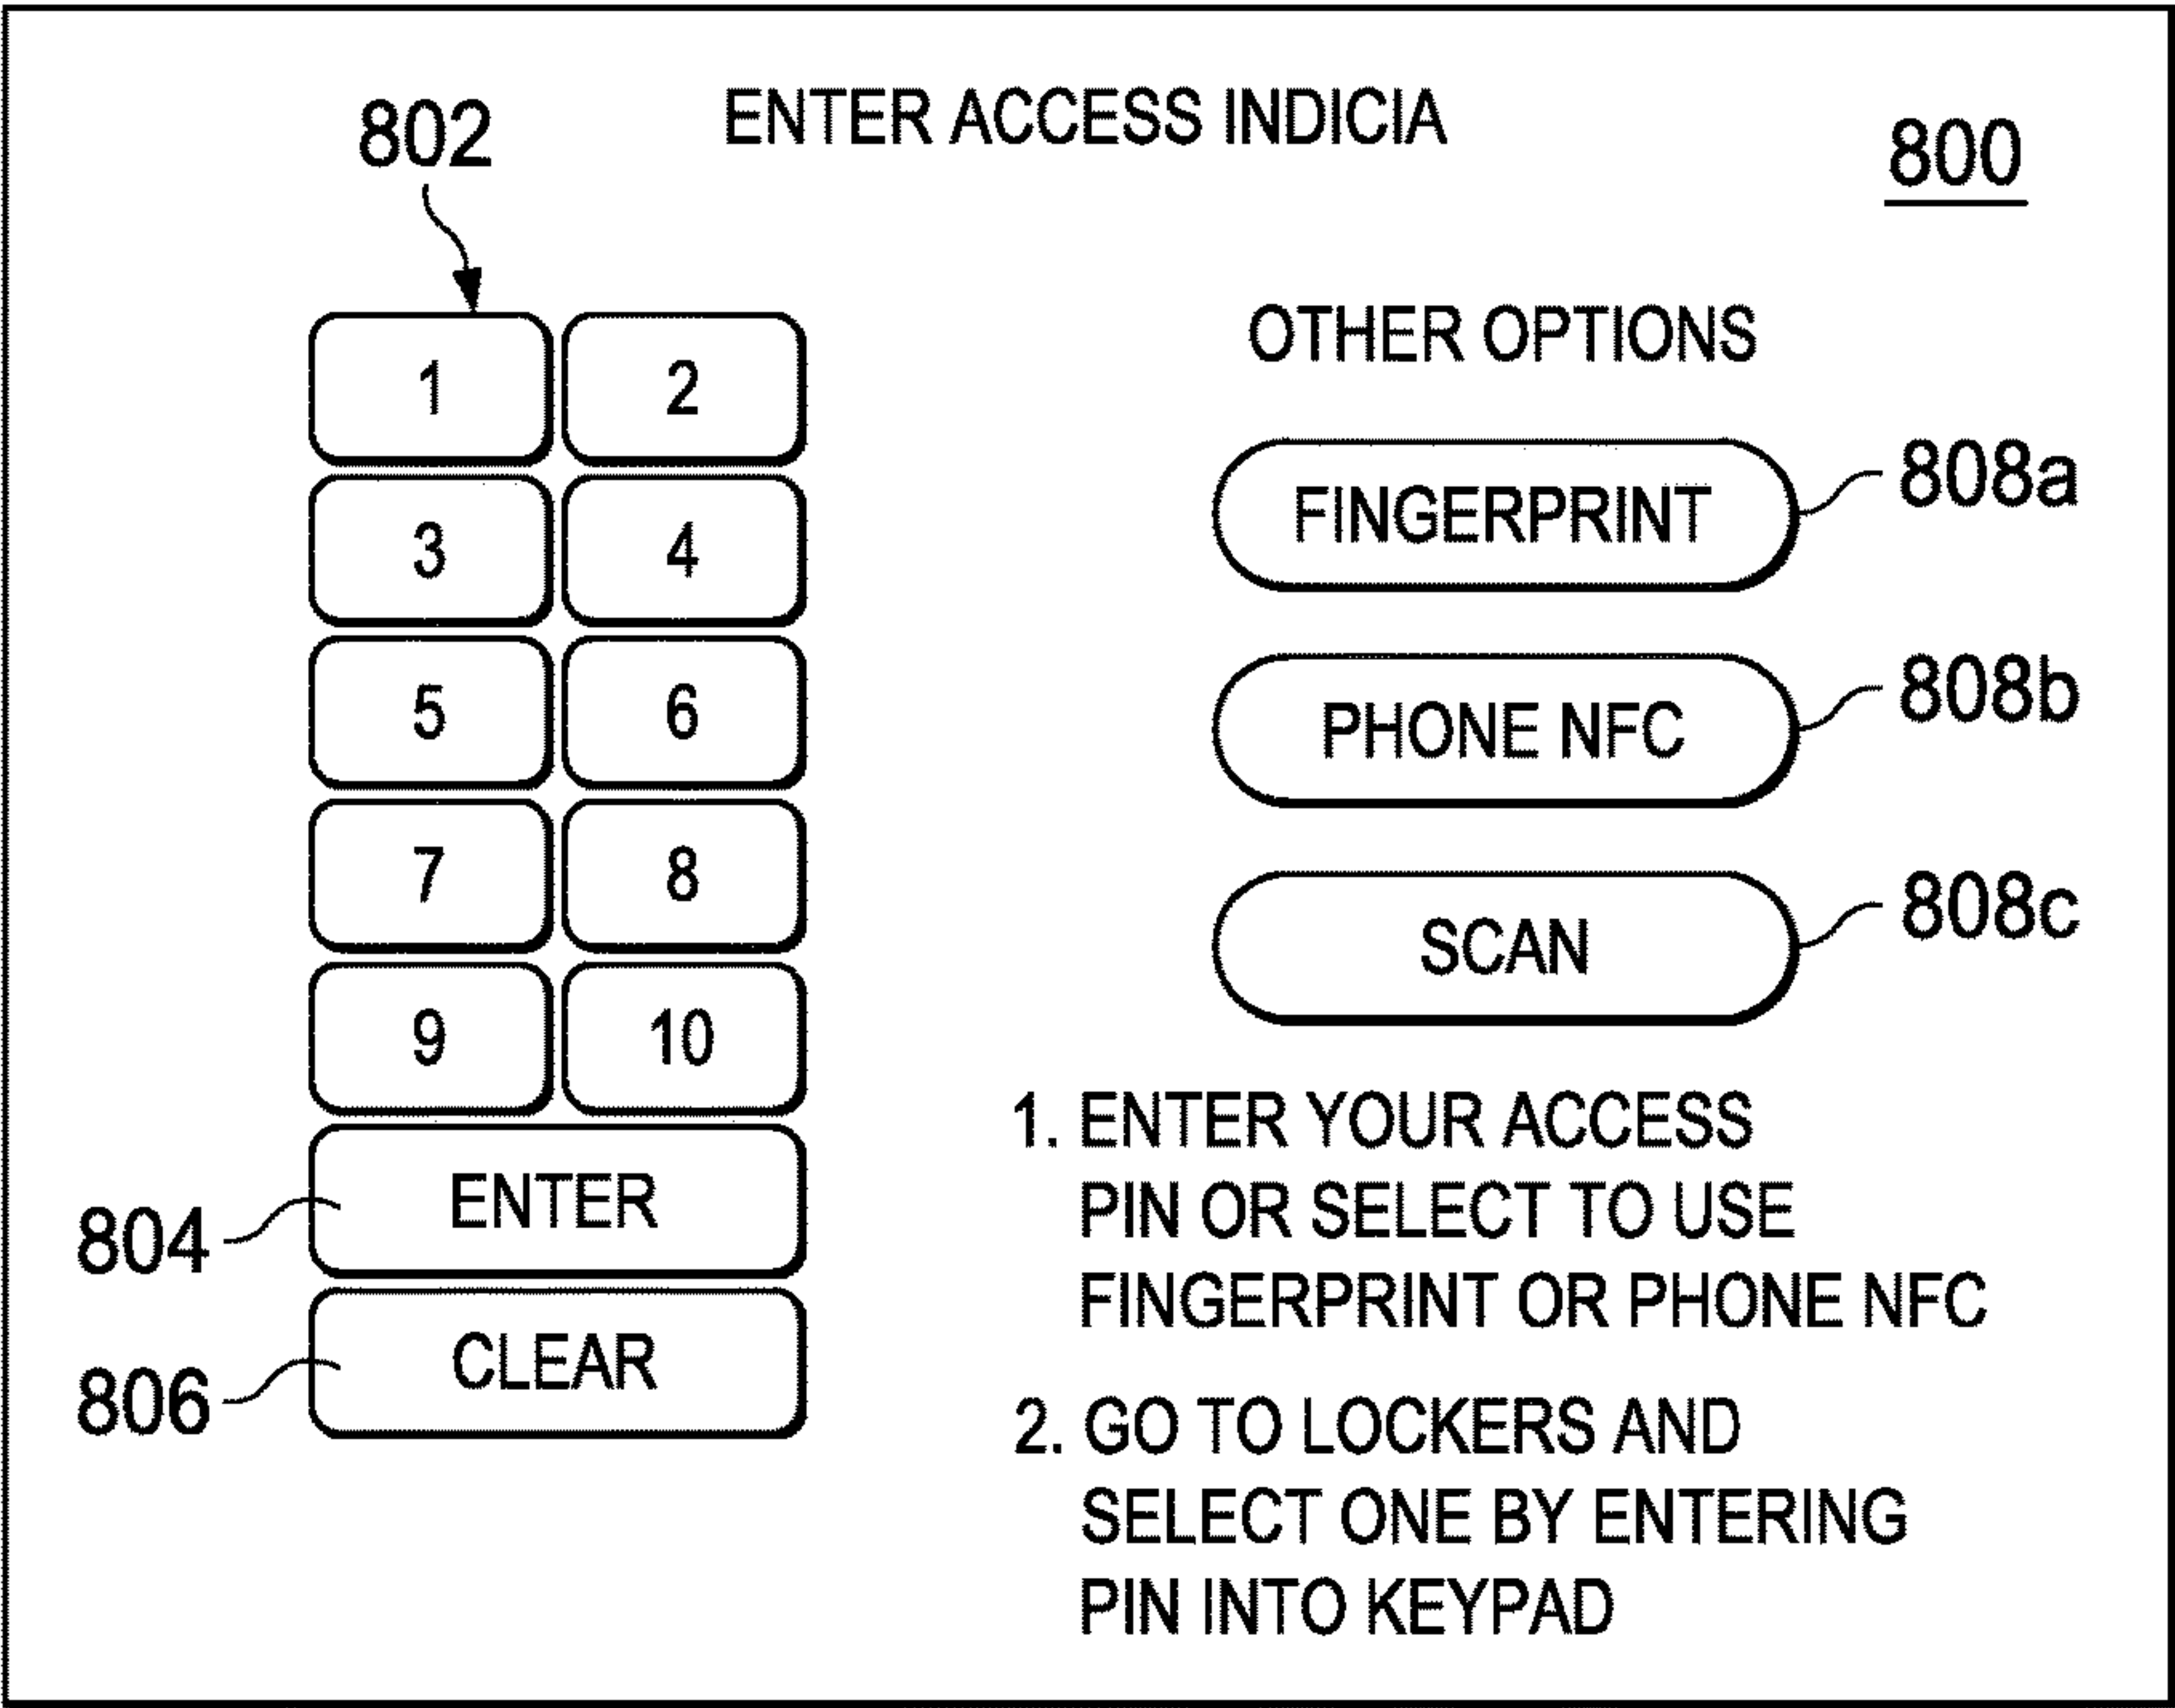 ENTER ACCESS INDICIA
800
802
1
2
3
4
5
6
7
8
9
10
ENTER
804
CLEAR
806
OTHER OPTIONS
FINGERPRINT
808a
PHONE NFC
808b
SCAN
808c
1. ENTER YOUR ACCESS
PIN OR SELECT TO USE
FINGERPRINT OR PHONE NFC
2. GO TO LOCKERS AND
SELECT ONE BY ENTERING
PIN INTO KEYPAD